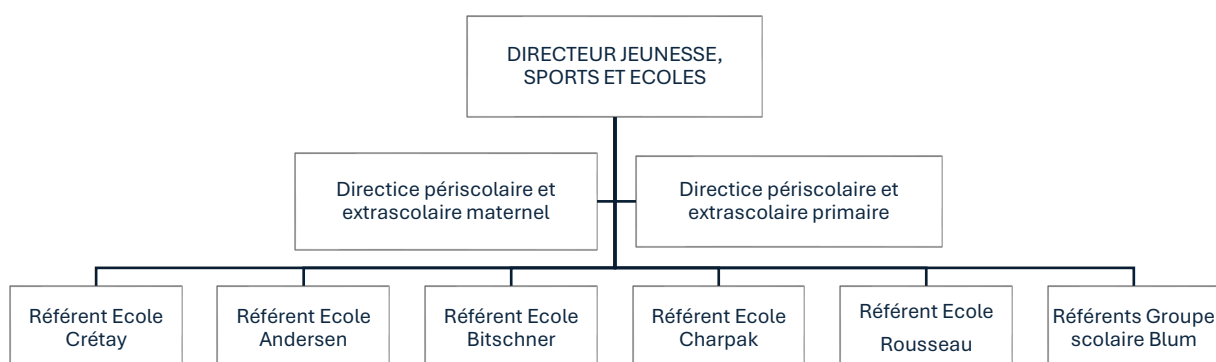 DIRECTEUR JEUNESSE,
SPORTS ET ECOLES
Directice périscolaire et
extrascolaire maternel
Directice périscolaire et
extrascolaire primaire
Référent Ecole
Crétay
Référent Ecole
Andersen
Référent Ecole
Bitschner
Référent Ecole
Charpak
Référent Ecole
Rousseau
Référents Groupe
scolaire Blum